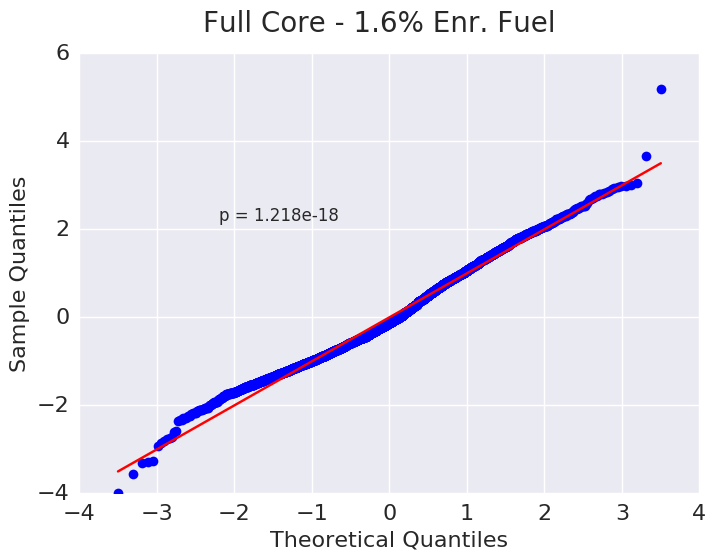 Full Core - 1.6% Enr. Fuel
6
4
2
0
−2
−4
Sample Quantiles
p = 1.218e-18
−4 −3 −2 −1 0 1 2 3 4
Theoretical Quantiles